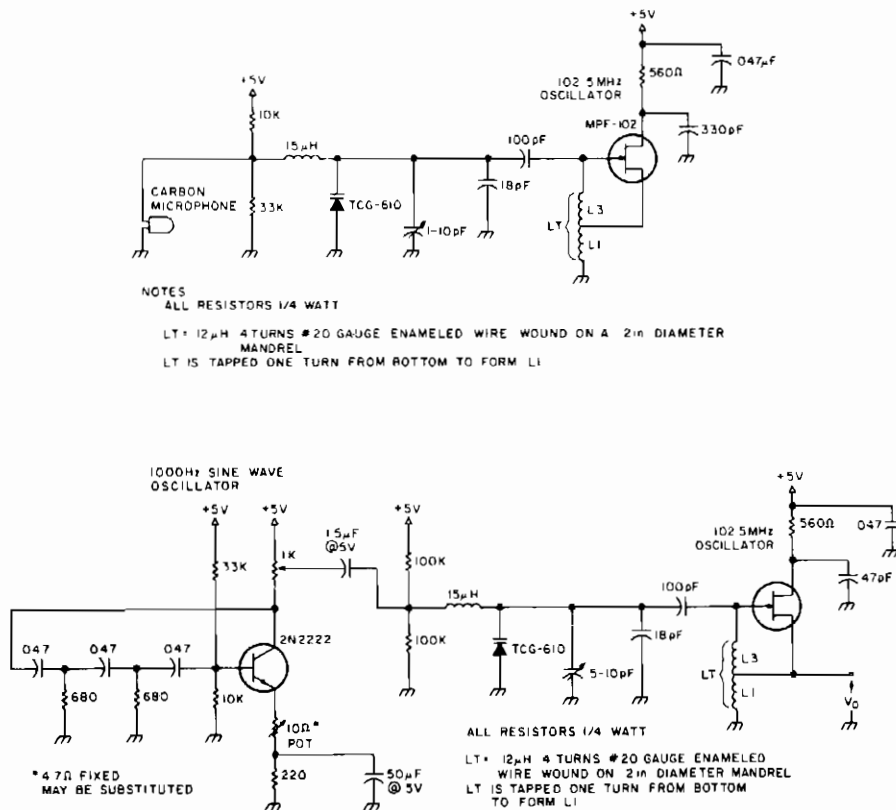 +5V
047µF
560Ω
102 5MHz
OSCILLATOR
+5V
10K
MPF-102
330pF
15µH
100pF
18pF
CARBON
MICROPHONE
33K
TCG-610
1-10pF
LT
L3
L1
NOTES
ALL RESISTORS 1/4 WATT
LT= 12µH 4 TURNS #20 GAUGE ENAMELED WIRE WOUND ON A 2in DIAMETER
MANDREL
LT IS TAPPED ONE TURN FROM BOTTOM TO FORM L1
1000Hz SINE WAVE
OSCILLATOR
+5V
+5V
+5V
+5V
1.5µF
@5V
102 5MHz
OSCILLATOR
560Ω
047
33K
1K
100K
15µH
100pF
47pF
047
047
047
2N2222
100K
TCG-610
18pF
5-10pF
LT
L3
L1
680
680
10K
V0
10Ω*
POT
ALL RESISTORS 1/4 WATT
*4 7Ω FIXED
MAY BE SUBSTITUTED
220
50µF
@5V
LT= 12µH 4 TURNS #20 GAUGE ENAMELED
WIRE WOUND ON 2in DIAMETER MANDREL
LT IS TAPPED ONE TURN FROM BOTTOM
TO FORM L1